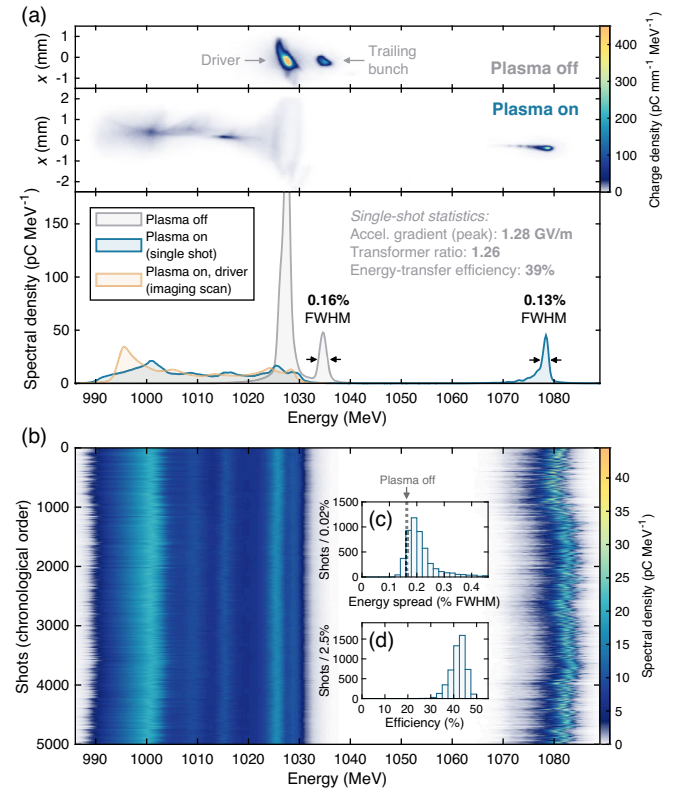 (a)
Driver
Trailing
bunch
Plasma off
x (mm)
1
0
-1
Plasma on
x (mm)
2
1
0
-1
-2
Charge density (pC mm⁻¹ MeV⁻¹)
400
300
200
100
0
Spectral density (pC MeV⁻¹)
150
100
50
0
Plasma off
Plasma on
(single shot)
Plasma on, driver
(imaging scan)
Single-shot statistics:
Accel. gradient (peak): 1.28 GV/m
Transformer ratio: 1.26
Energy-transfer efficiency: 39%
0.16%
FWHM
0.13%
FWHM
990 1000 1010 1020 1030 1040 1050 1060 1070 1080
Energy (MeV)
(b)
Shots (chronological order)
0
1000
2000
3000
4000
5000
Plasma off
(c)
Shots / 0.02%
1500
1000
500
0
0 0.1 0.2 0.3 0.4
Energy spread (% FWHM)
(d)
Shots / 2.5%
1500
1000
500
0
0 10 20 30 40 50
Efficiency (%)
990 1000 1010 1020 1030 1040 1050 1060 1070 1080
Energy (MeV)
Spectral density (pC MeV⁻¹)
40
35
30
25
20
15
10
5
0